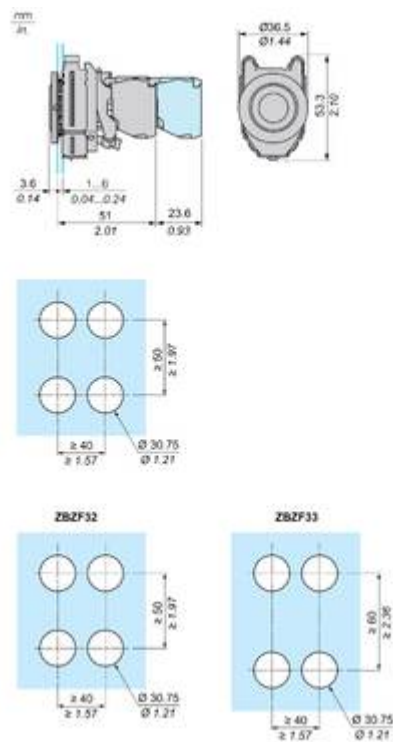 mm
in.
Ø36.5
Ø1.44
53.3
2.10
3.6
0.14
1...6
0.04...0.24
51
2.01
23.6
0.93
≥ 50
≥ 1.97
≥ 40
≥ 1.57
Ø 30.75
Ø 1.21
ZBZF32
ZBZF33
≥ 50
≥ 1.97
≥ 60
≥ 2.36
≥ 40
≥ 1.57
Ø 30.75
Ø 1.21
≥ 40
≥ 1.57
Ø 30.75
Ø 1.21